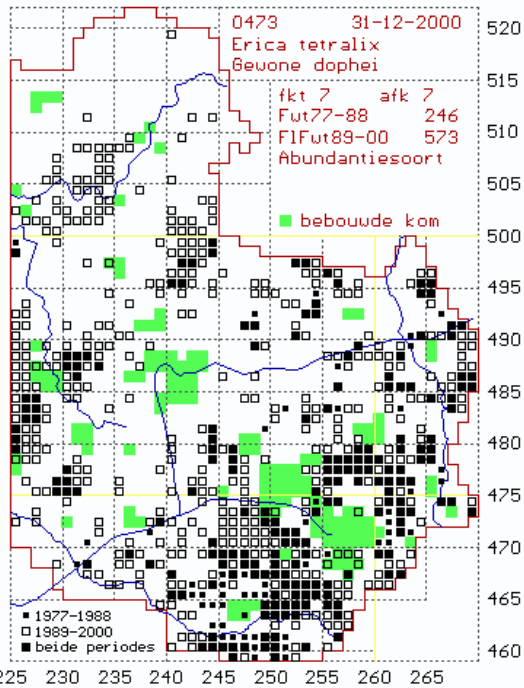 0473 31-12-2000
Erica tetralix
Gewone dophei
fkt 7 afk 7
Fwt77-88 246
FlFwt89-00 573
Abundantiesoort
bebouwde kom
520
515
510
505
500
495
490
485
480
475
470
465
460
1977-1988
1989-2000
beide periodes
225 230 235 240 245 250 255 260 265